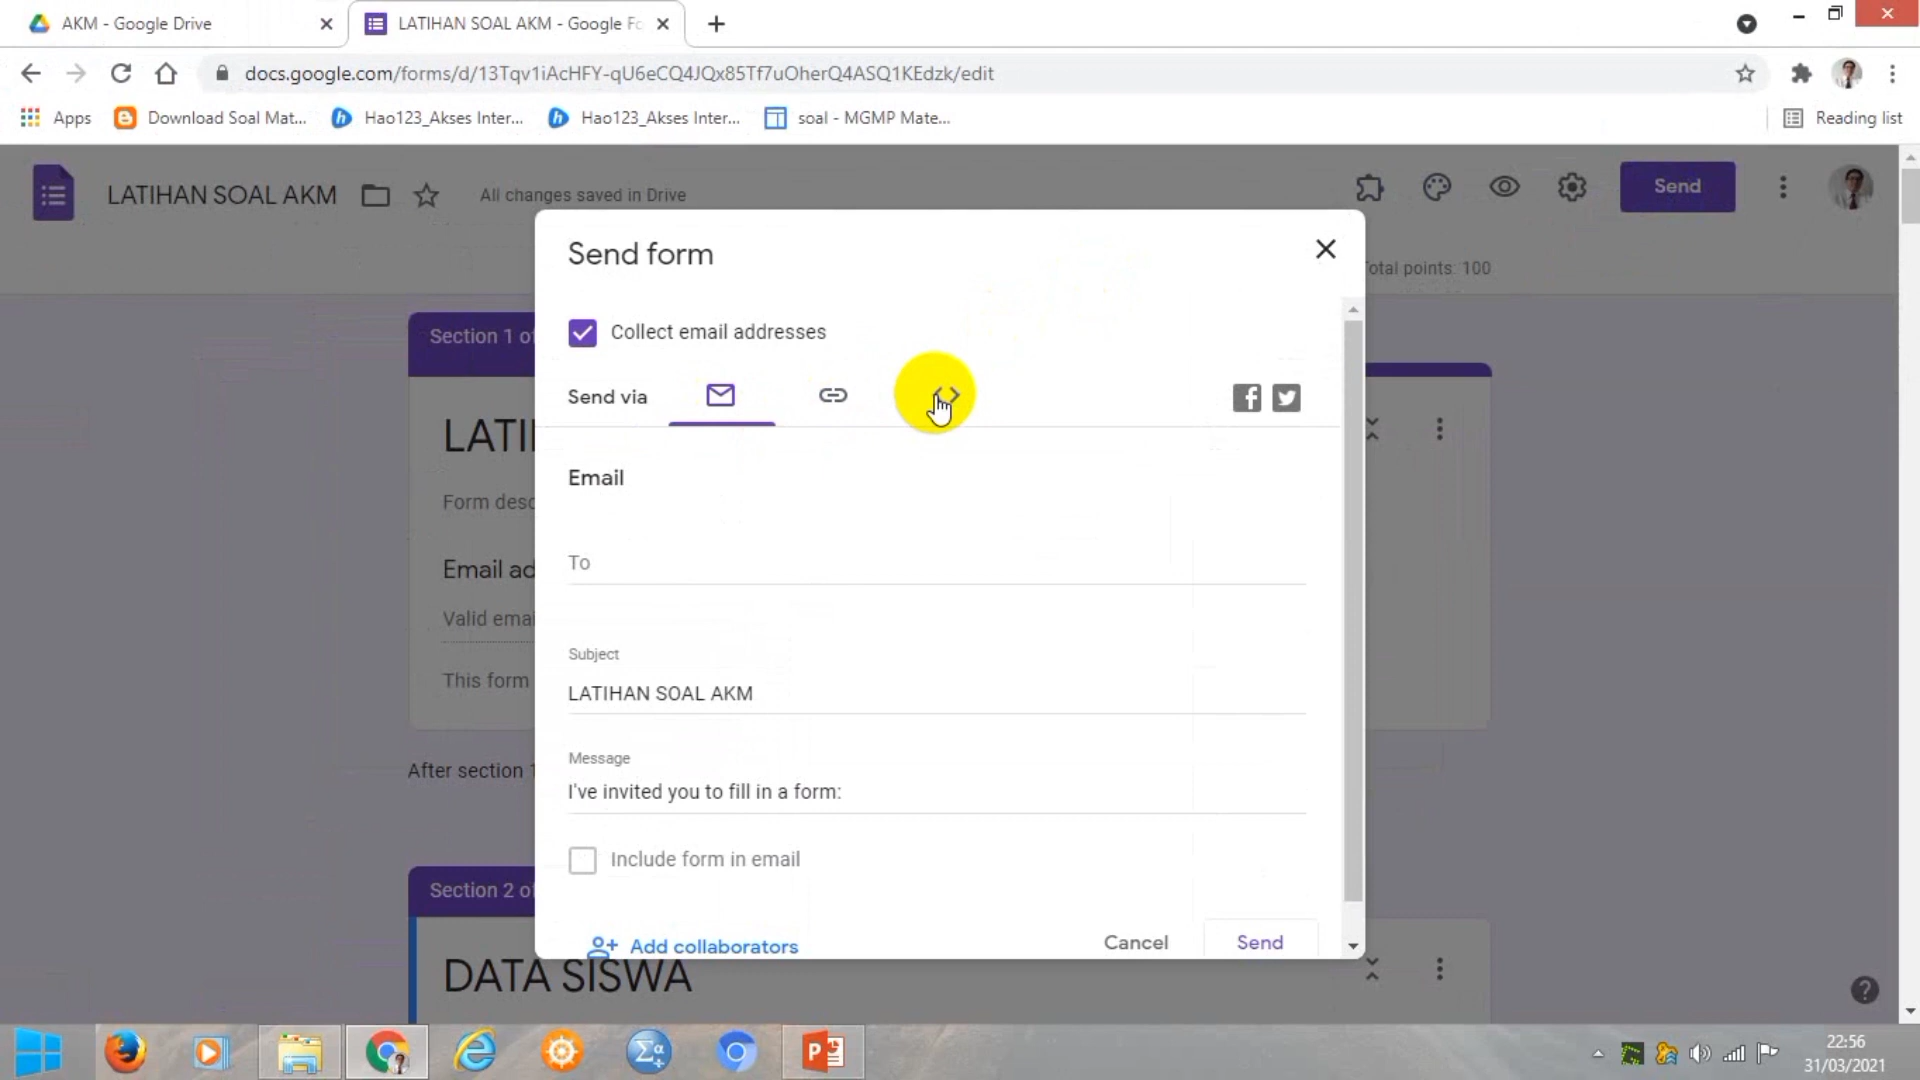 AKM - Google Drive
LATIHAN SOAL AKM - Google Fo
docs.google.com/forms/d/13Tqv1iAcHFY-qU6eCQ4JQx85Tf7uOherQ4ASQ1KEdzk/edit
Apps
Download Soal Mat...
Hao123_Akses Inter...
Hao123_Akses Inter...
soal - MGMP Mate...
Reading list
LATIHAN SOAL AKM
All changes saved in Drive
Send
Total points: 100
Send form
Section 1 of
Collect email addresses
Send via
LATI
Form desc
Email
Email ad
To
Valid emai
Subject
This form
LATIHAN SOAL AKM
Message
After section 1
I've invited you to fill in a form:
Include form in email
Section 2 of
Add collaborators
Cancel
Send
DATA SISWA
22:56
31/03/2021